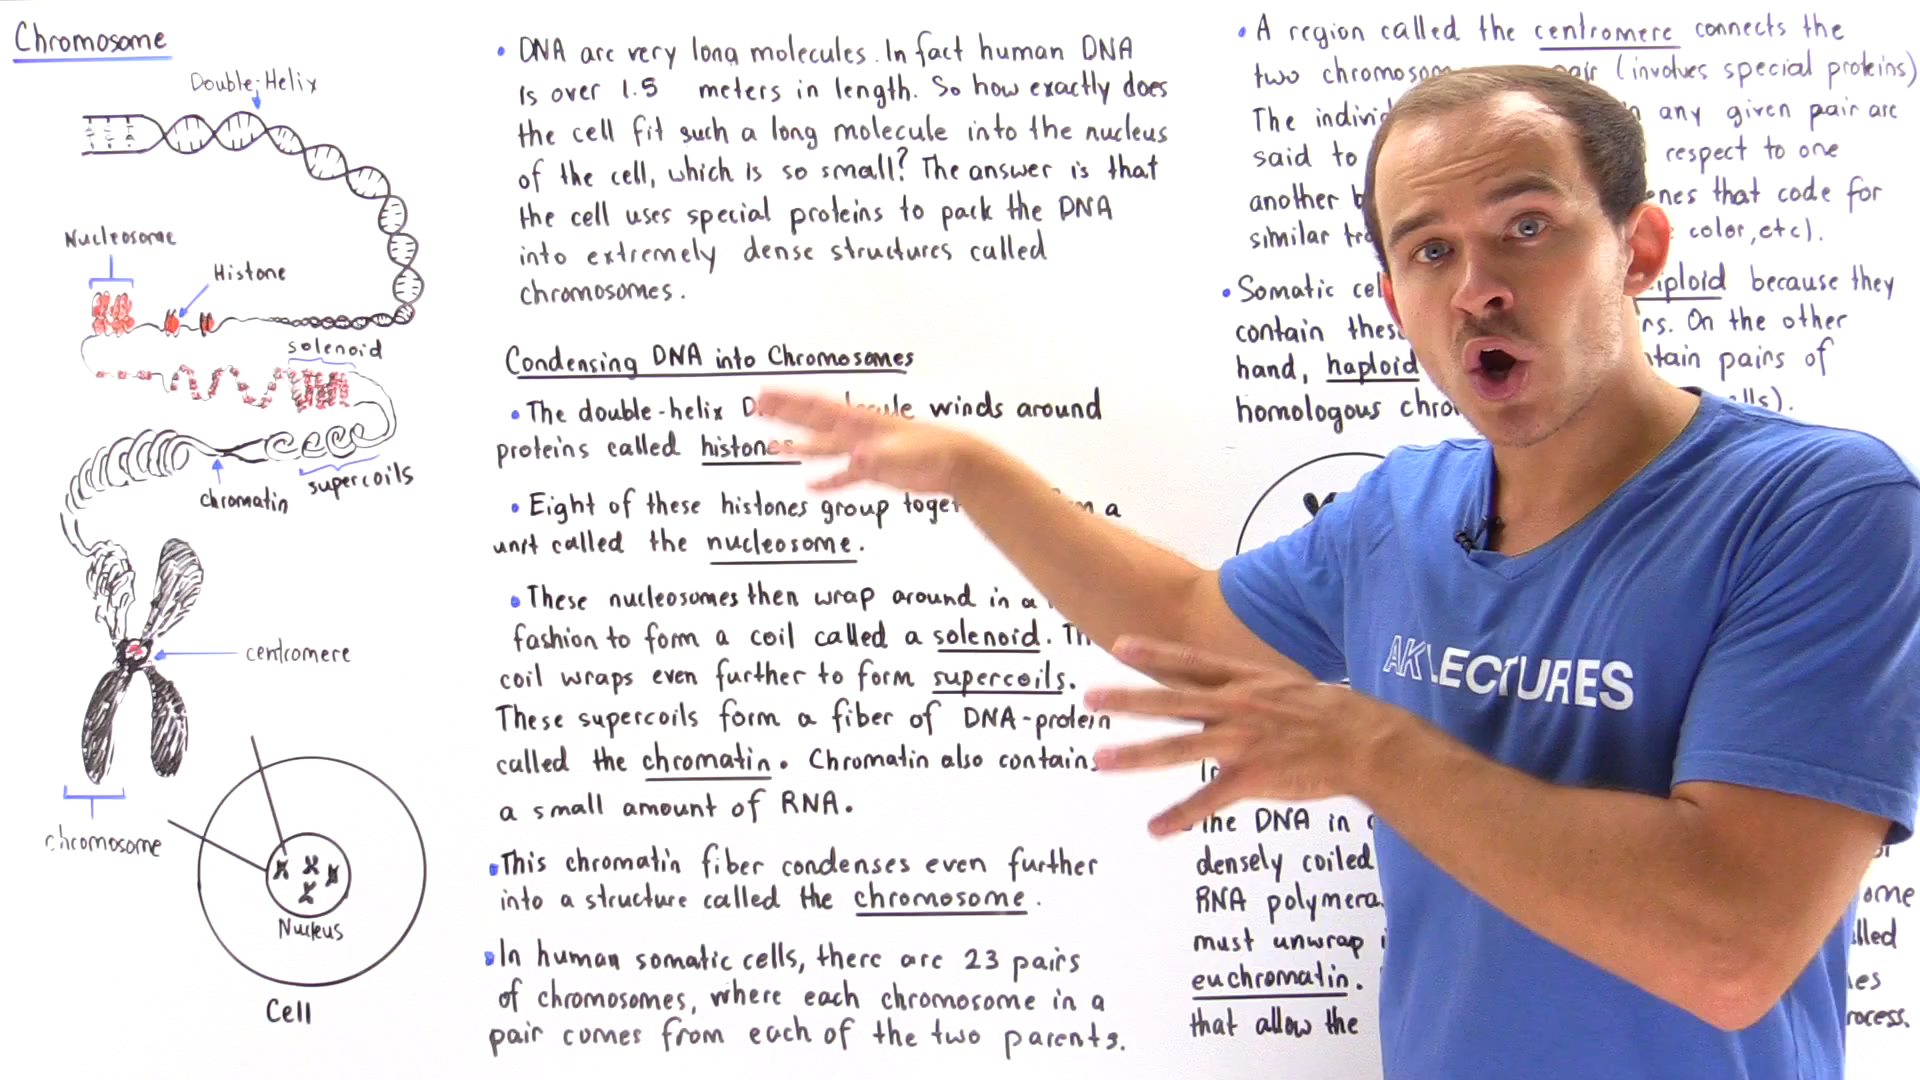 Chromosome
Double-Helix
Nucleosome
Histone
solenoid
supercoils
chromatin
centromere
chromosome
Nucleus
Cell
• DNA are very long molecules. In fact human DNA
is over 1.5 meters in length. So how exactly does
the cell fit such a long molecule into the nucleus
of the cell, which is so small? The answer is that
the cell uses special proteins to pack the DNA
into extremely dense structures called
chromosomes.
Condensing DNA into Chromosomes
• The double-helix winds around
proteins called histones
• Eight of these histones group a
unit called the nucleosome.
• These nucleosomes then wrap around in a
fashion to form a coil called a solenoid.
coil wraps even further to form supercoils.
These supercoils form a fiber of DNA-protein
called the chromatin. Chromatin also contains
a small amount of RNA.
• This chromatin fiber condenses even further
into a structure called the chromosome.
• In human somatic cells, there are 23 pairs
of chromosomes, where each chromosome in a
pair comes from each of the two parents.
• A region called the centromere connects the
two (involves special proteins)
The any given pair are
said to respect to one
another that code for
similar color, etc).
• Somatic because they
contain On the other
hand, haploid pairs of
homologous
AK LECTURES
The DNA in
densely coiled
RNA
must unwrap
euchromatin.
that allow the